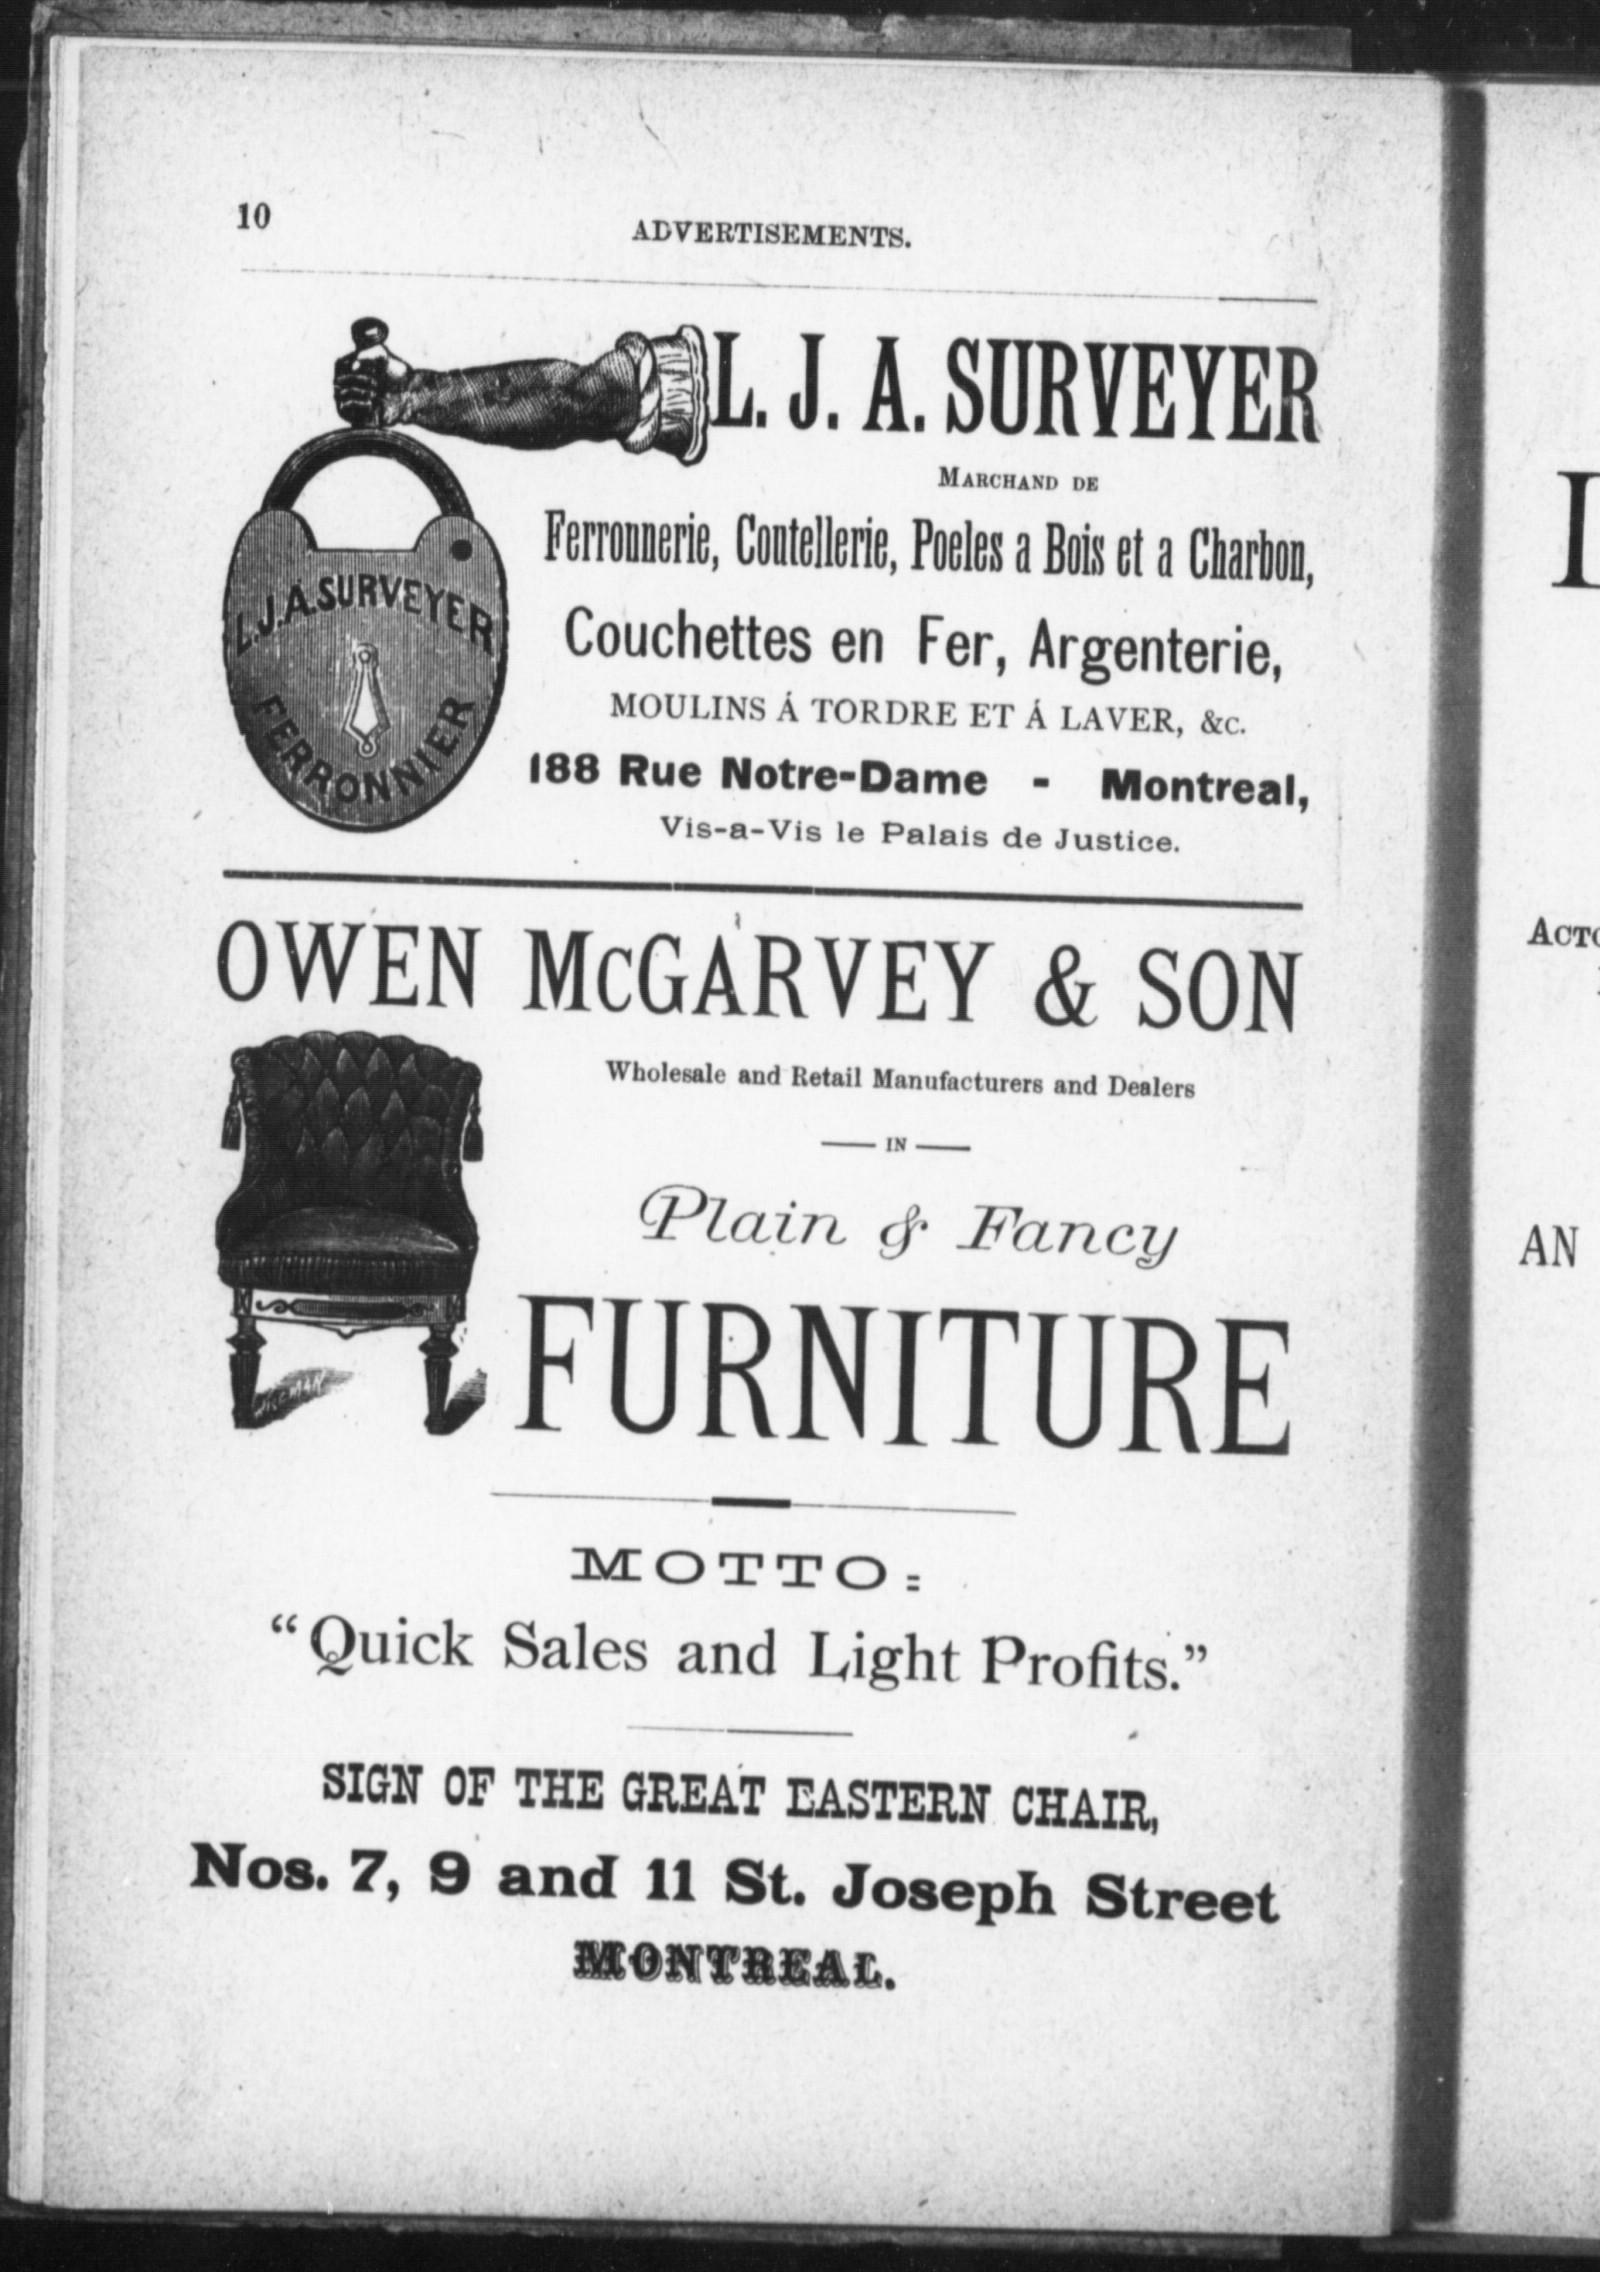 10
ADVERTISEMENTS.
L. J. A. SURVEYER
MARCHAND DE
Ferronnerie, Coutellerie, Poeles a Bois et a Charbon,
Couchettes en Fer, Argenterie,
MOULINS Á TORDRE ET Á LAVER, &c.
188 Rue Notre-Dame - Montreal,
Vis-a-Vis le Palais de Justice.
L.J.A. SURVEYER
FERRONNIER
OWEN McGARVEY & SON
Wholesale and Retail Manufacturers and Dealers
IN
Plain & Fancy
FURNITURE
MOTTO:
"Quick Sales and Light Profits."
SIGN OF THE GREAT EASTERN CHAIR,
Nos. 7, 9 and 11 St. Joseph Street
MONTREAL.
AN